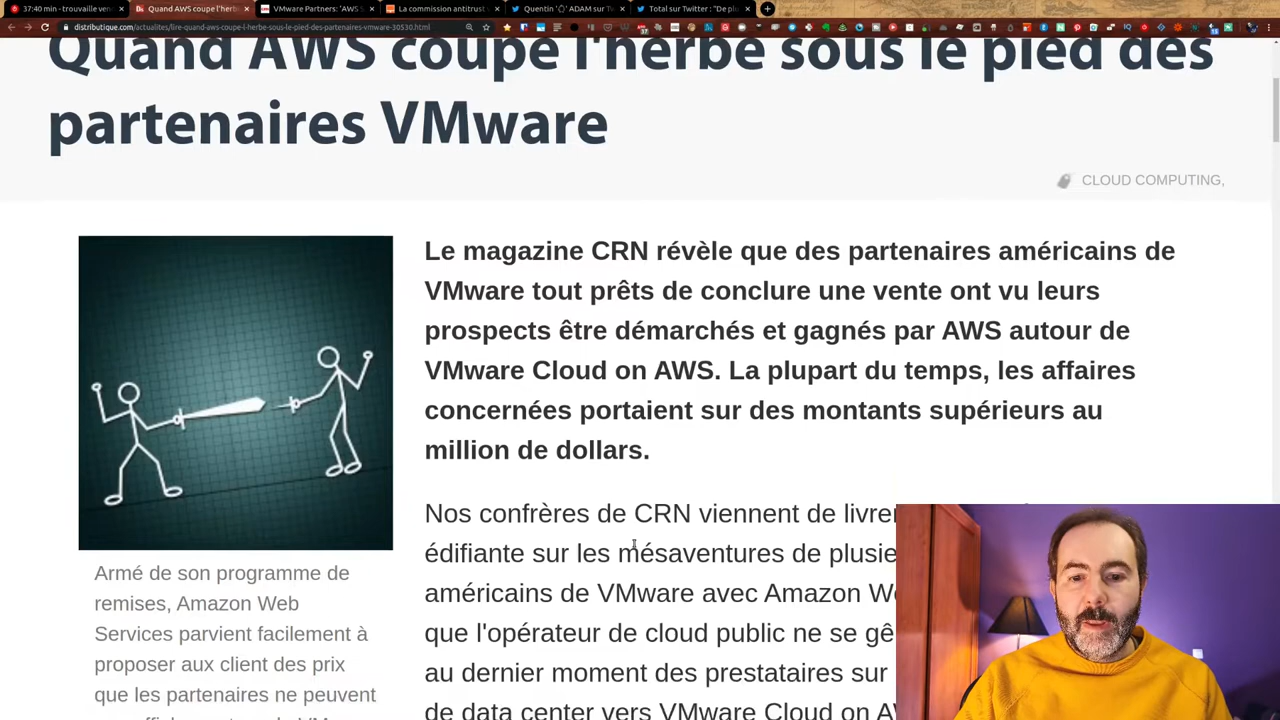 37:40 min - trouvaille ven
Quand AWS coupe l'herb
VMware Partners: 'AWS'S
La commission antitrust
Quentin ADAM sur Tw
Total sur Twitter : "De plu
distributique.com/actualites/lire-quand-aws-coupe-l-herbe-sous-le-pied-des-partenaires-vmware-30530.html
Quand AWS coupe l'herbe sous le pied des
partenaires VMware
CLOUD COMPUTING,
Le magazine CRN révèle que des partenaires américains de
VMware tout prêts de conclure une vente ont vu leurs
prospects être démarchés et gagnés par AWS autour de
VMware Cloud on AWS. La plupart du temps, les affaires
concernées portaient sur des montants supérieurs au
million de dollars.
Nos confrères de CRN viennent de livrer
édifiante sur les mésaventures de plusie
américains de VMware avec Amazon We
que l'opérateur de cloud public ne se gê
au dernier moment des prestataires sur
de data center vers VMware Cloud on AW
Armé de son programme de
remises, Amazon Web
Services parvient facilement à
proposer aux client des prix
que les partenaires ne peuvent